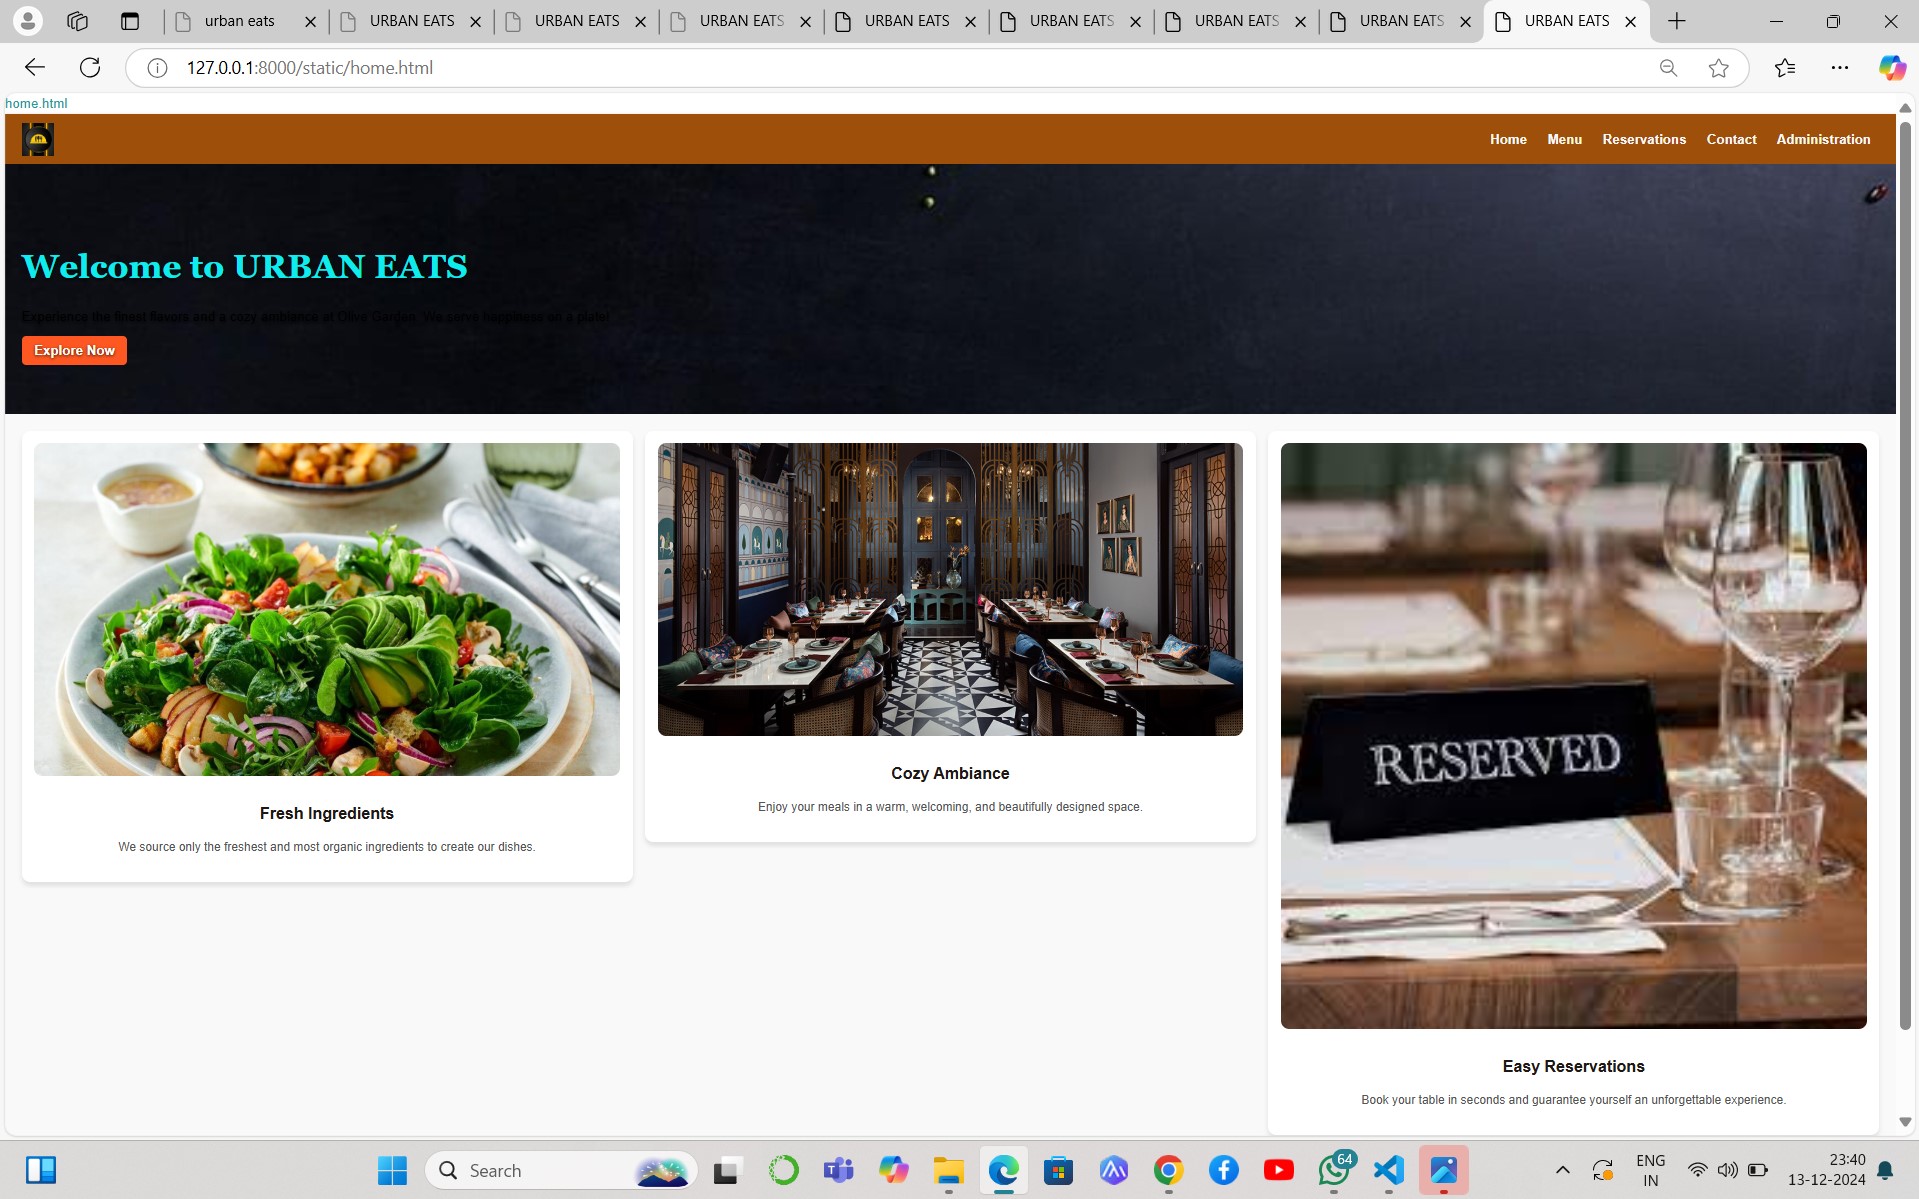 urban eats
URBAN EATS
URBAN EATS
URBAN EATS
URBAN EATS
URBAN EATS
URBAN EATS
URBAN EATS
URBAN EATS
127.0.0.1:8000/static/home.html
home.html
Home Menu Reservations Contact Administration
Welcome to URBAN EATS
Experience the finest flavors and a cozy ambiance at Olive Garden. We serve happiness on a plate!
Explore Now
RESERVED
Fresh Ingredients
We source only the freshest and most organic ingredients to create our dishes.
Cozy Ambiance
Enjoy your meals in a warm, welcoming, and beautifully designed space.
Easy Reservations
Book your table in seconds and guarantee yourself an unforgettable experience.
Search
64
ENG
IN
23:40
13-12-2024